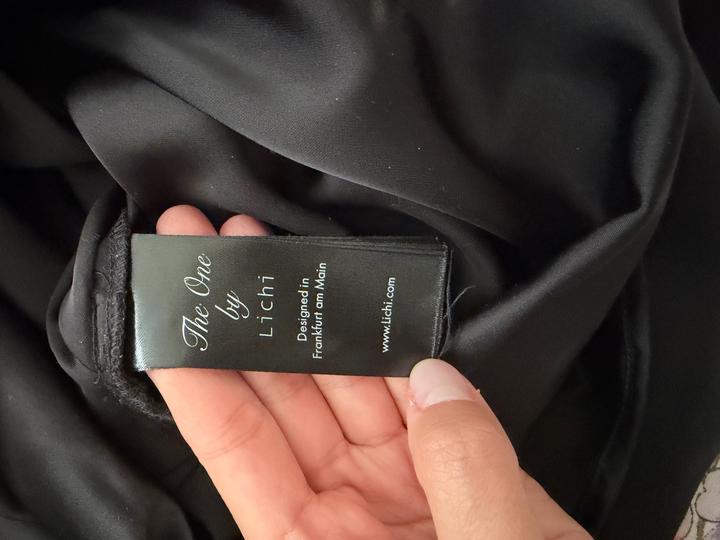 The One
by
Lichi
Designed in
Frankfurt am Main
www.Lichi.com